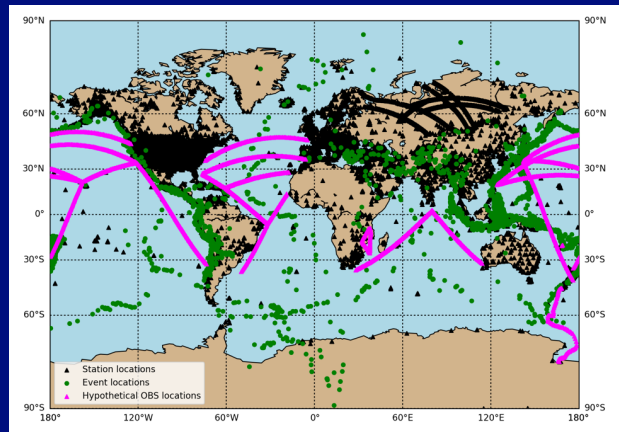 90°N 90°N
60°N 60°N
30°N 30°N
0° 0°
30°S 30°S
60°S 60°S
Station locations
Event locations
Hypothetical OBS locations
90°S 90°S
180° 120°W 60°W 0° 60°E 120°E 180°